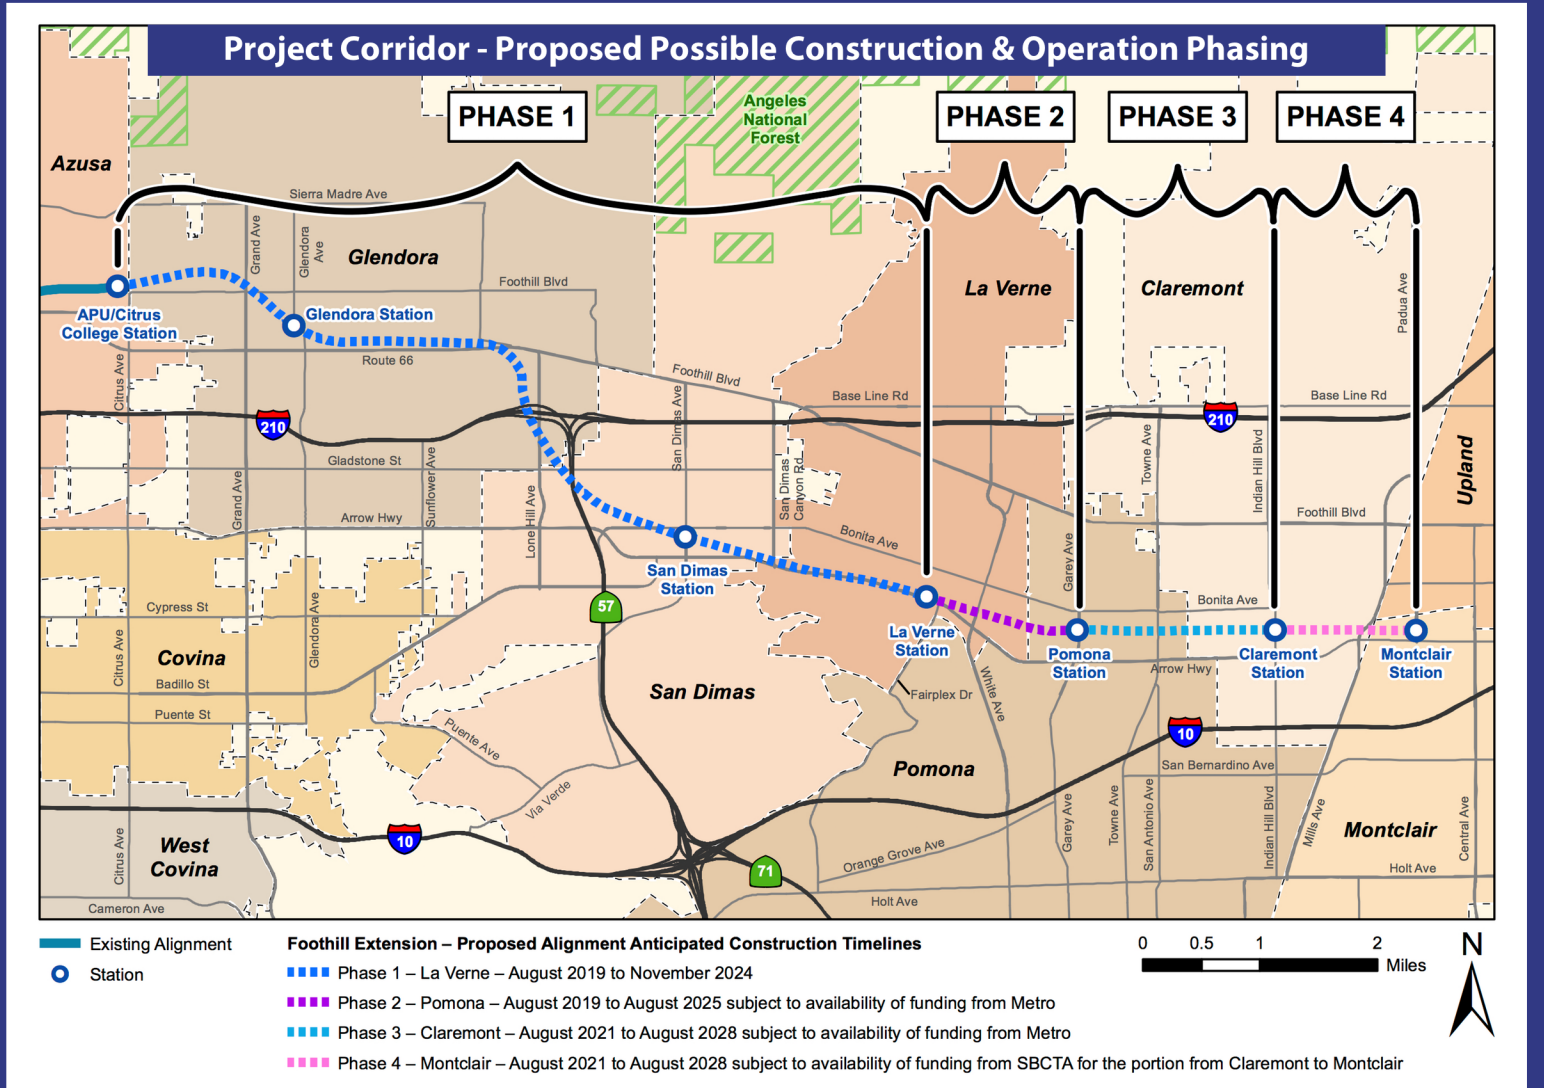 Project Corridor - Proposed Possible Construction & Operation Phasing
PHASE 1
PHASE 2
PHASE 3
PHASE 4
Angeles
National
Forest
Azusa
Sierra Madre Ave
Grand Ave
Glendora
Ave
Glendora
Foothill Blvd
La Verne
Claremont
Padua Ave
APU/Citrus
College Station
Glendora Station
Route 66
Foothill Blvd
Citrus Ave
Base Line Rd
Base Line Rd
210
210
San Dimas Ave
Gladstone St
Sunflower Ave
Grand Ave
Lone Hill Ave
San Dimas
Canyon Rd
Towne Ave
Indian Hill Blvd
Upland
Arrow Hwy
Bonita Ave
Foothill Blvd
Garey Ave
San Dimas
Station
57
Cypress St
Glendora Ave
Citrus Ave
Bonita Ave
La Verne
Station
Pomona
Station
Claremont
Station
Montclair
Station
Arrow Hwy
Covina
Badillo St
Puente St
San Dimas
Fairplex Dr
White Ave
Puente Ave
10
Pomona
San Bernardino Ave
Via Verde
10
Garey Ave
Towne Ave
San Antonio Ave
Indian Hill Blvd
Mills Ave
Montclair
Central Ave
West
Covina
Citrus Ave
Orange Grove Ave
71
Holt Ave
Holt Ave
Cameron Ave
Existing Alignment
Station
Foothill Extension – Proposed Alignment Anticipated Construction Timelines
Phase 1 – La Verne – August 2019 to November 2024
Phase 2 – Pomona – August 2019 to August 2025 subject to availability of funding from Metro
Phase 3 – Claremont – August 2021 to August 2028 subject to availability of funding from Metro
Phase 4 – Montclair – August 2021 to August 2028 subject to availability of funding from SBCTA for the portion from Claremont to Montclair
0 0.5 1 2
Miles
N